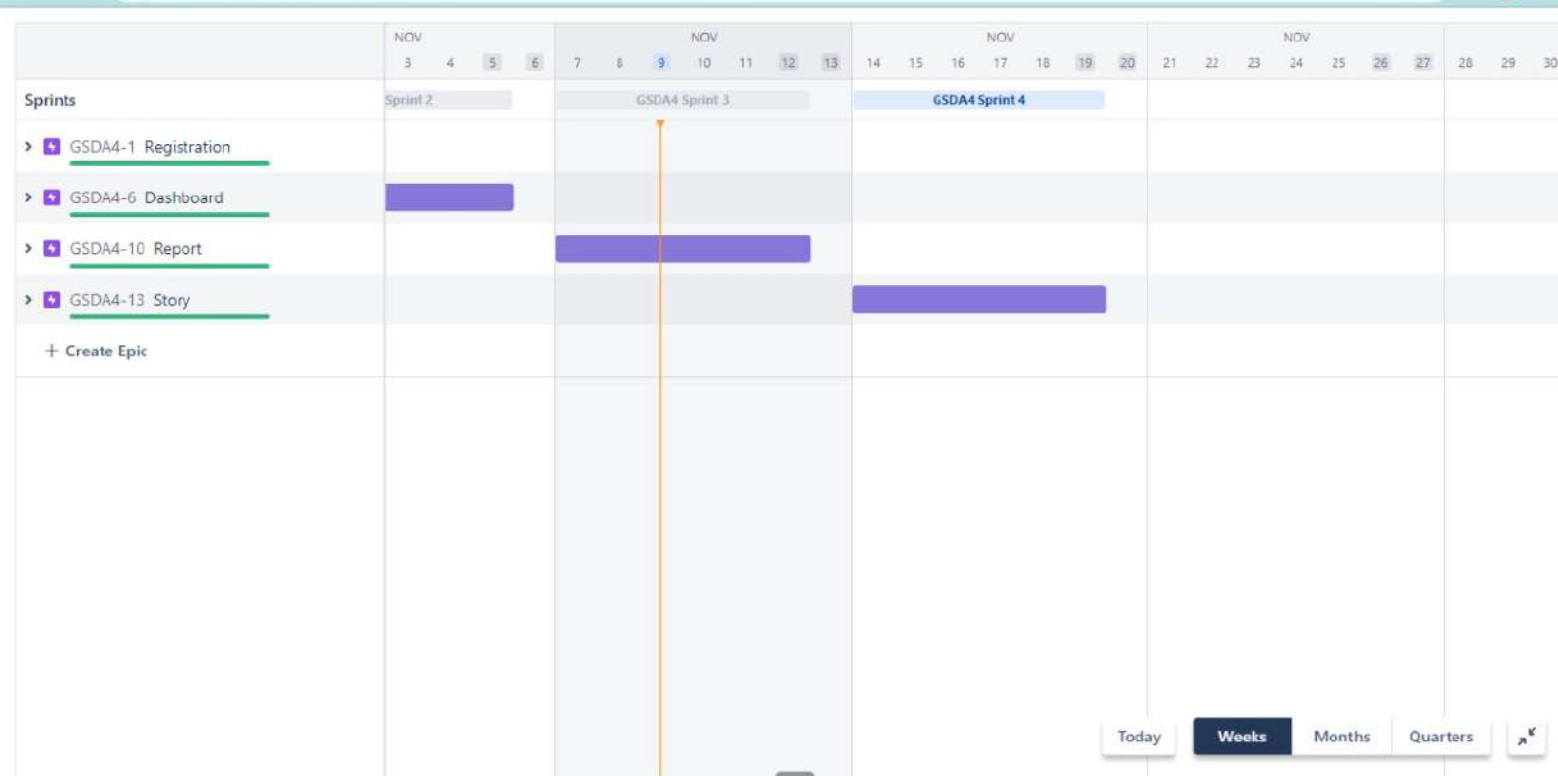 NOV NOV NOV NOV
3 4 5 6 7 8 9 10 11 12 13 14 15 16 17 18 19 20 21 22 23 24 25 26 27 28 29 30
Sprints Sprint 2 GSDA4 Sprint 3 GSDA4 Sprint 4
GSDA4-1 Registration
GSDA4-6 Dashboard
GSDA4-10 Report
GSDA4-13 Story
+ Create Epic
Today Weeks Months Quarters